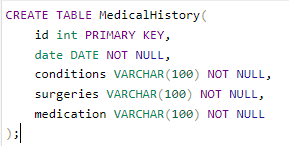 CREATE TABLE MedicalHistory(
    id int PRIMARY KEY,
    date DATE NOT NULL,
    conditions VARCHAR(100) NOT NULL,
    surgeries VARCHAR(100) NOT NULL,
    medication VARCHAR(100) NOT NULL
);